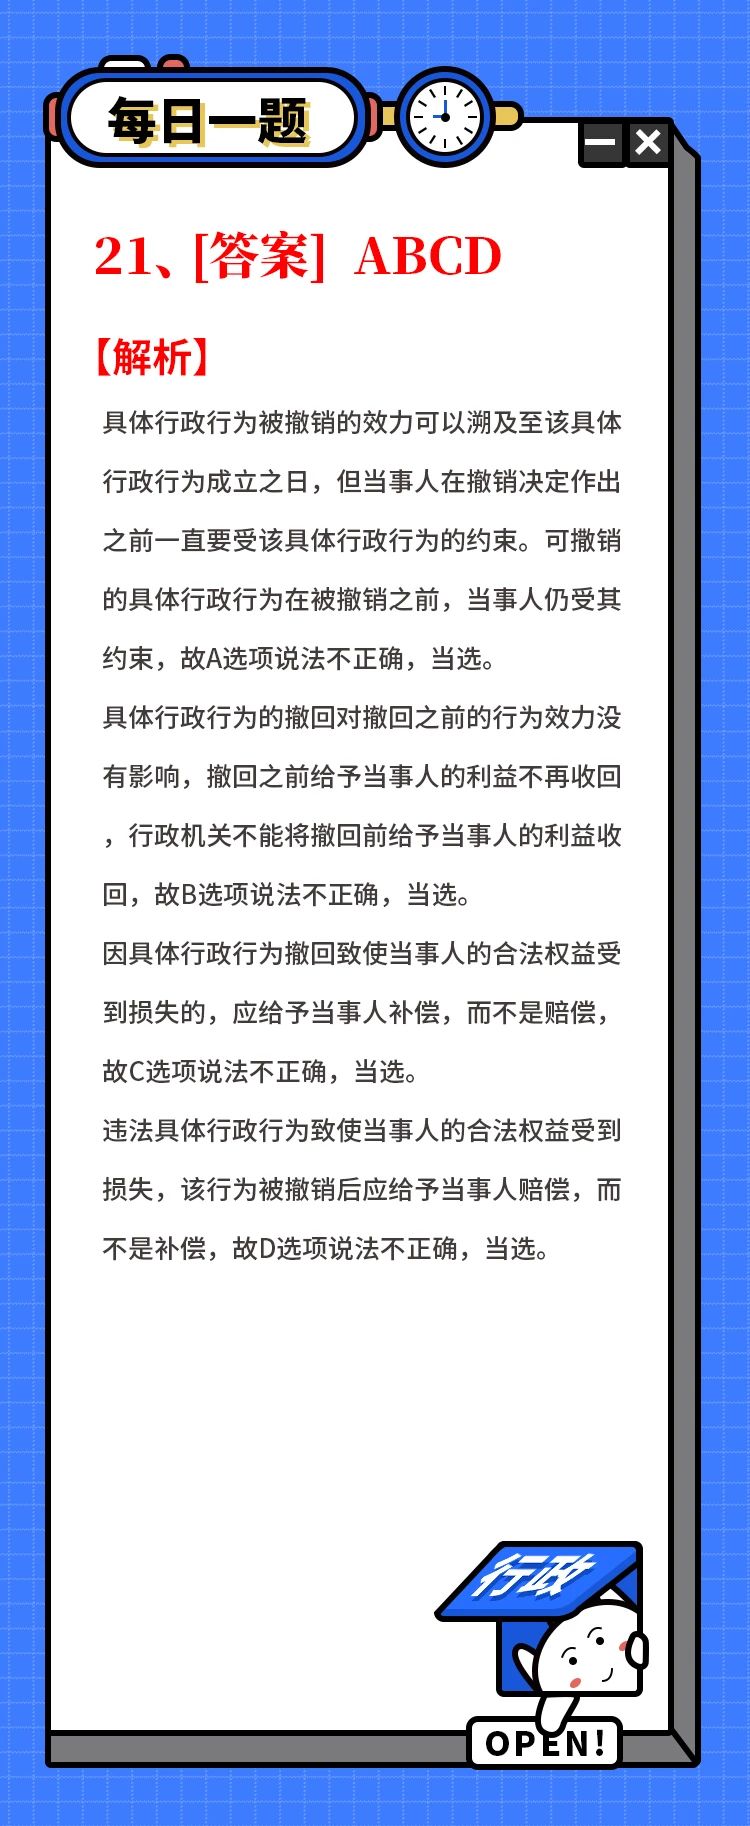 每日一题
21、[答案] ABCD
【解析】
具体行政行为被撤销的效力可以溯及至该具体
行政行为成立之日，但当事人在撤销决定作出
之前一直要受该具体行政行为的约束。可撤销
的具体行政行为在被撤销之前，当事人仍受其
约束，故A选项说法不正确，当选。
具体行政行为的撤回对撤回之前的行为效力没
有影响，撤回之前给予当事人的利益不再收回
，行政机关不能将撤回前给予当事人的利益收
回，故B选项说法不正确，当选。
因具体行政行为撤回致使当事人的合法权益受
到损失的，应给予当事人补偿，而不是赔偿，
故C选项说法不正确，当选。
违法具体行政行为致使当事人的合法权益受到
损失，该行为被撤销后应给予当事人赔偿，而
不是补偿，故D选项说法不正确，当选。
行政
OPEN!